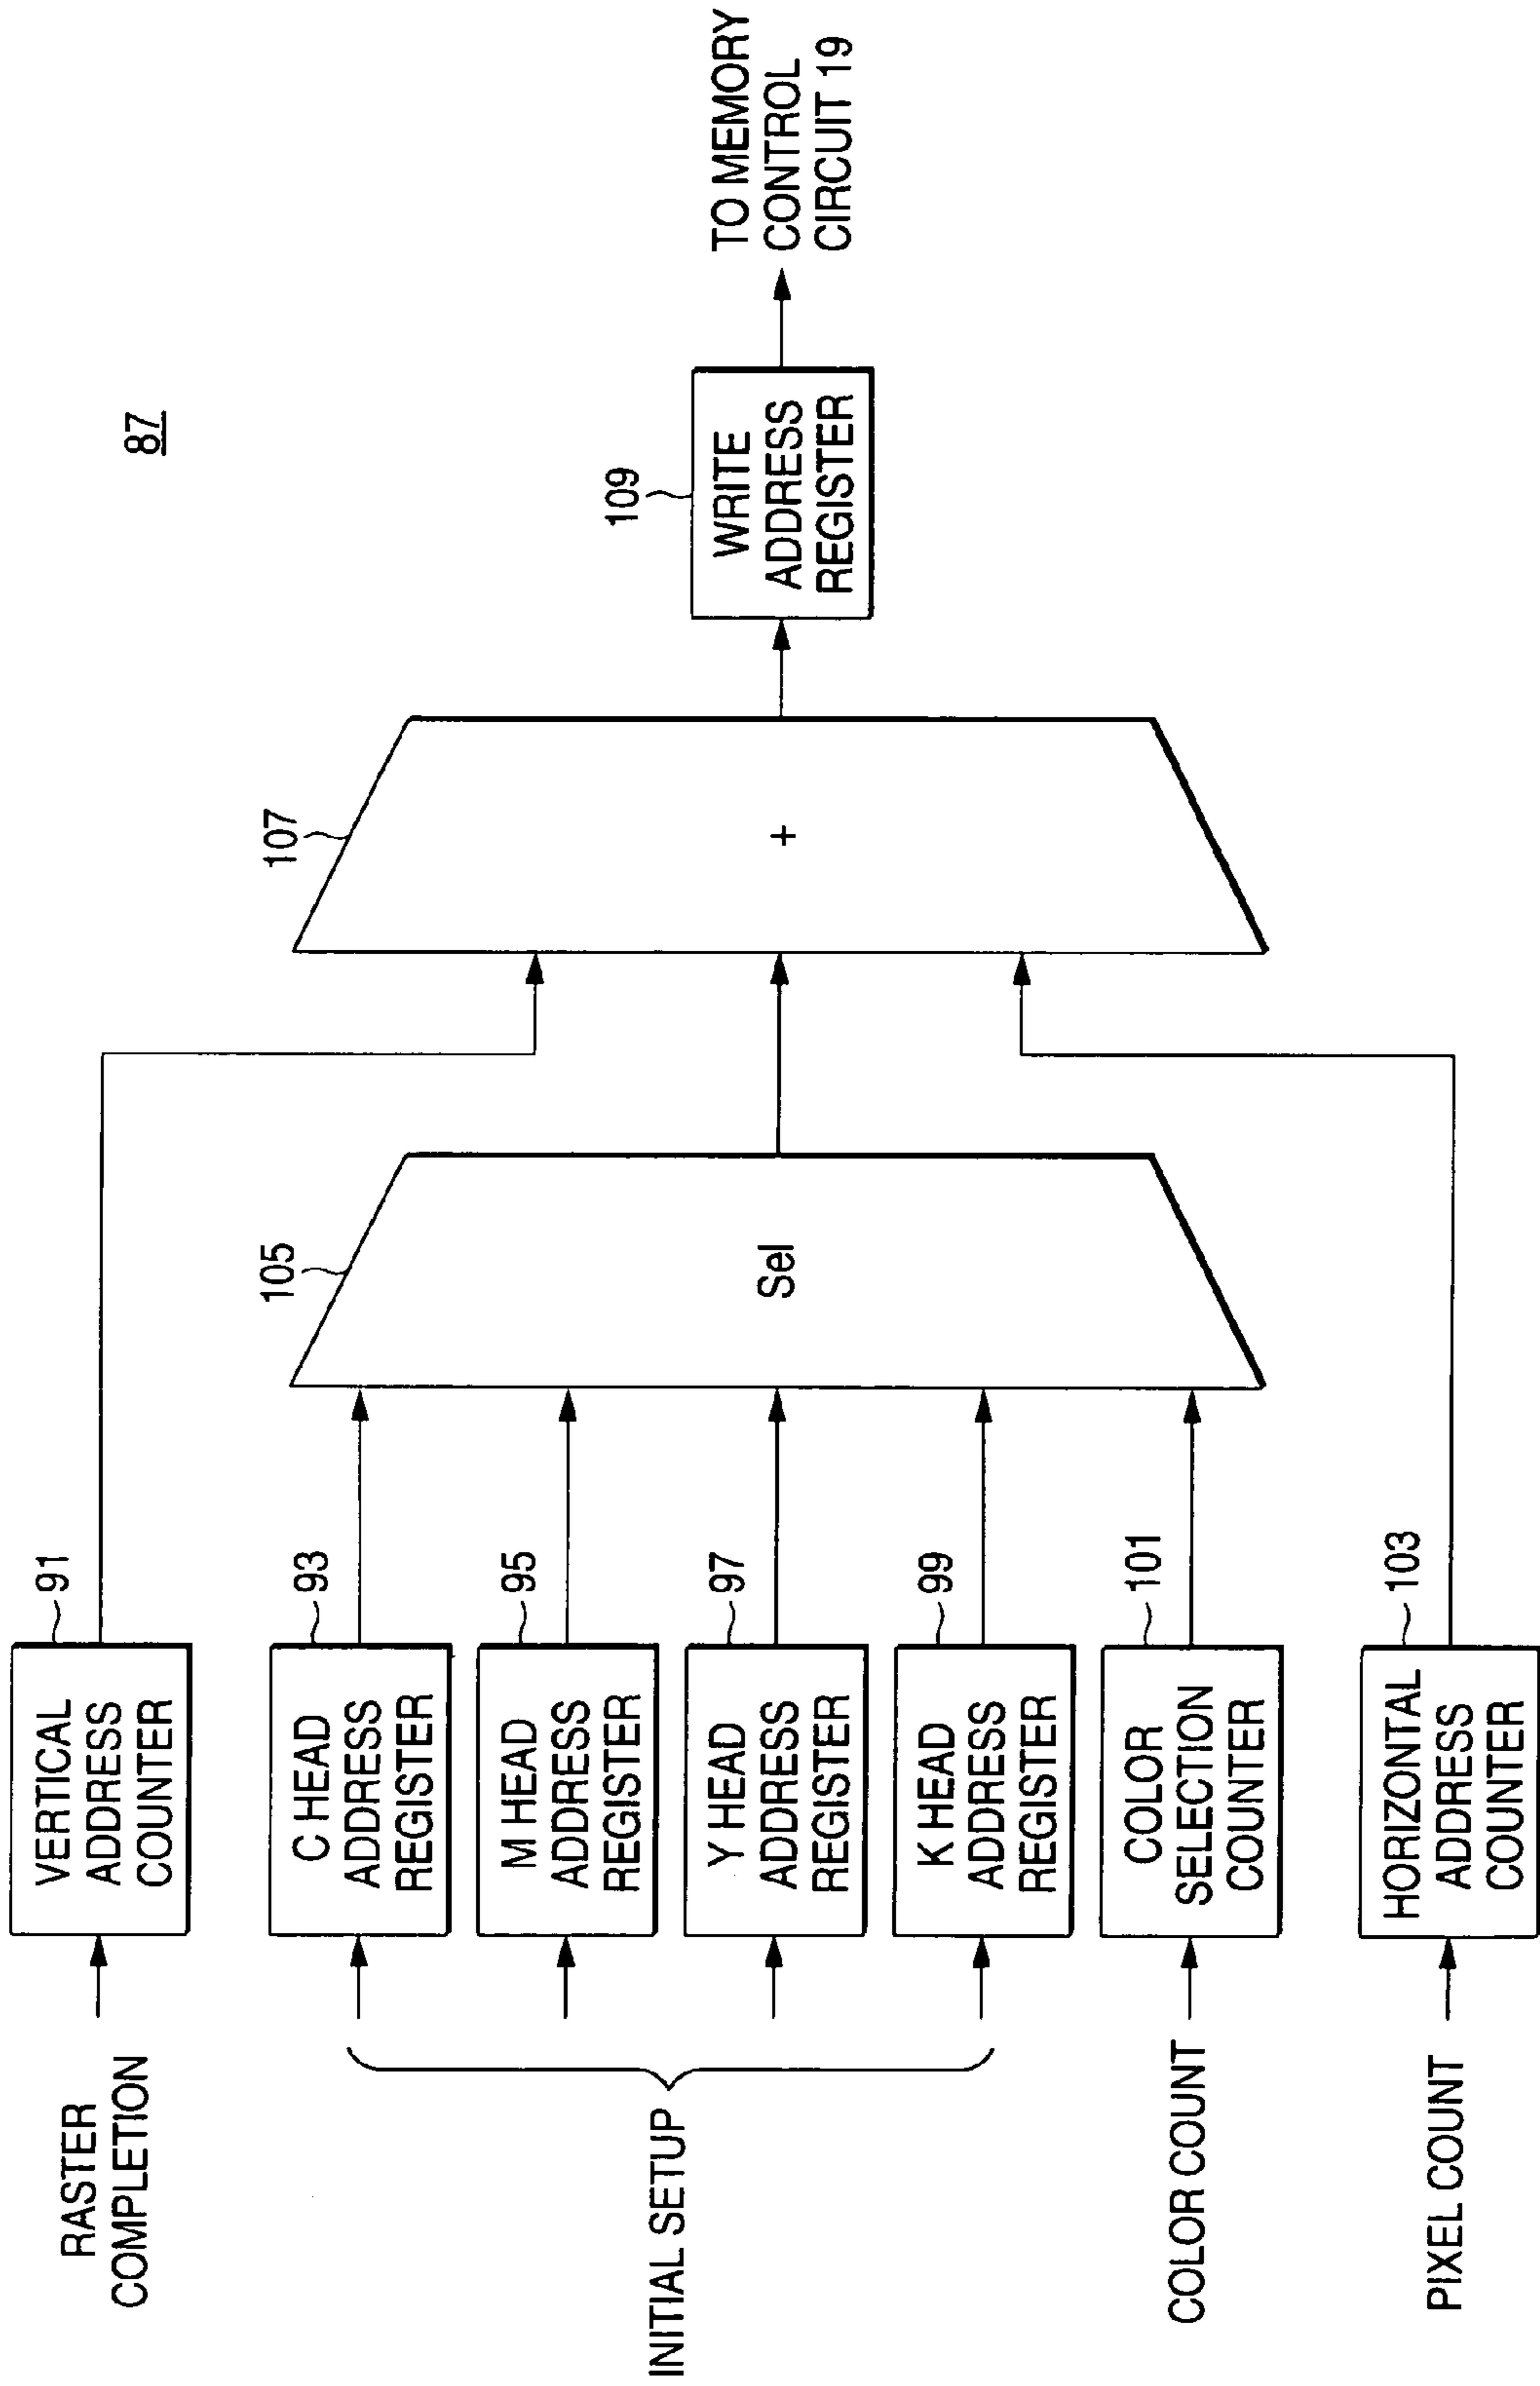 87
RASTER
COMPLETION
VERTICAL
ADDRESS
COUNTER
91
INITIAL SETUP
C HEAD
ADDRESS
REGISTER
93
M HEAD
ADDRESS
REGISTER
95
Y HEAD
ADDRESS
REGISTER
97
K HEAD
ADDRESS
REGISTER
99
COLOR COUNT
COLOR
SELECTION
COUNTER
101
PIXEL COUNT
HORIZONTAL
ADDRESS
COUNTER
103
105
Sel
107
+
109
WRITE
ADDRESS
REGISTER
TO MEMORY
CONTROL
CIRCUIT 19